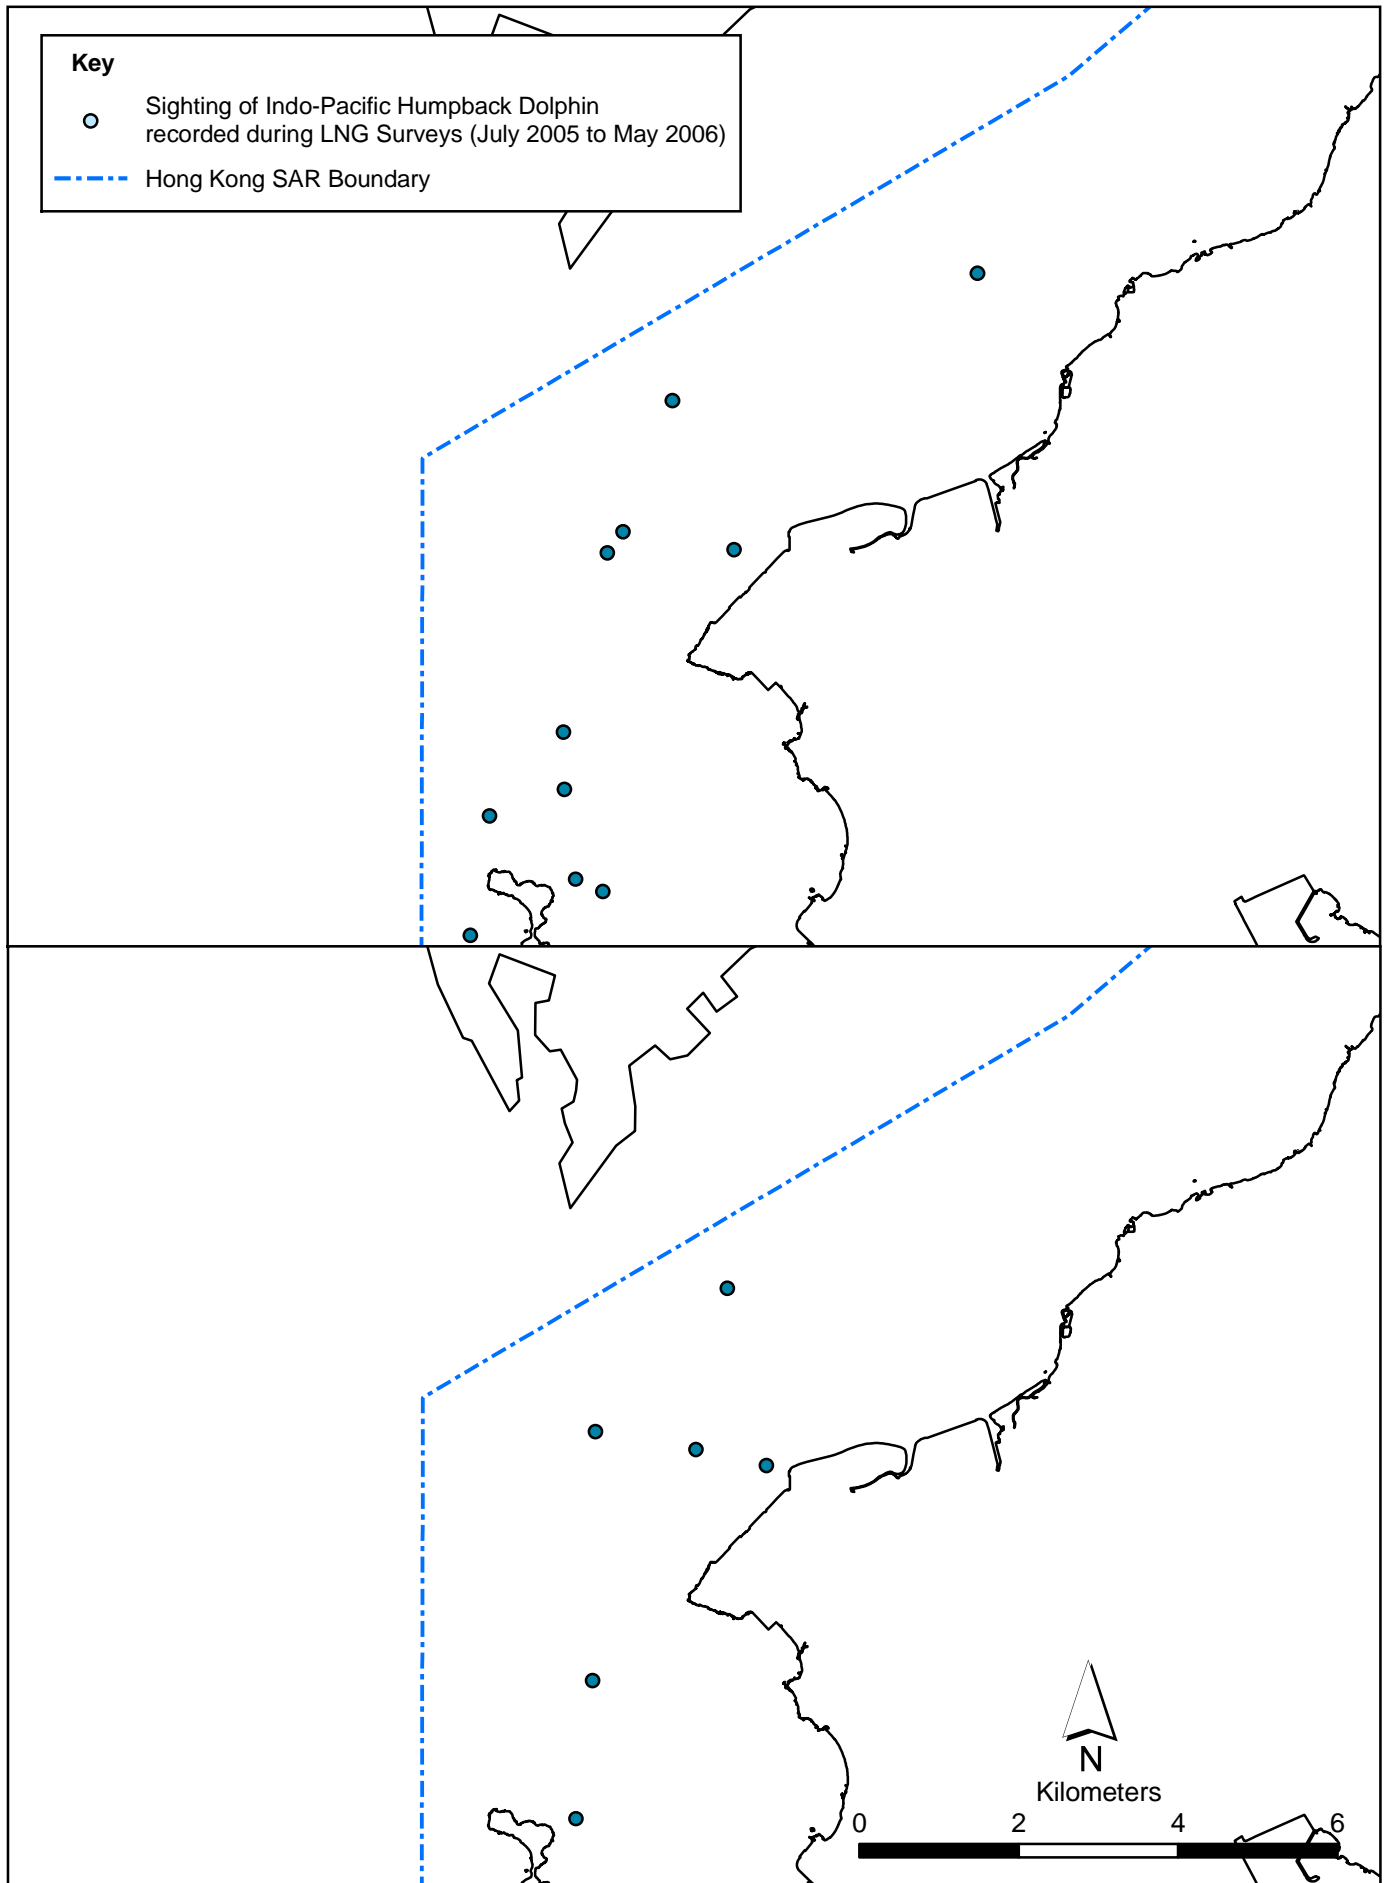 Key
Sighting of Indo-Pacific Humpback Dolphin
recorded during LNG Surveys (July 2005 to May 2006)
Hong Kong SAR Boundary
N
Kilometers
0 2 4 6